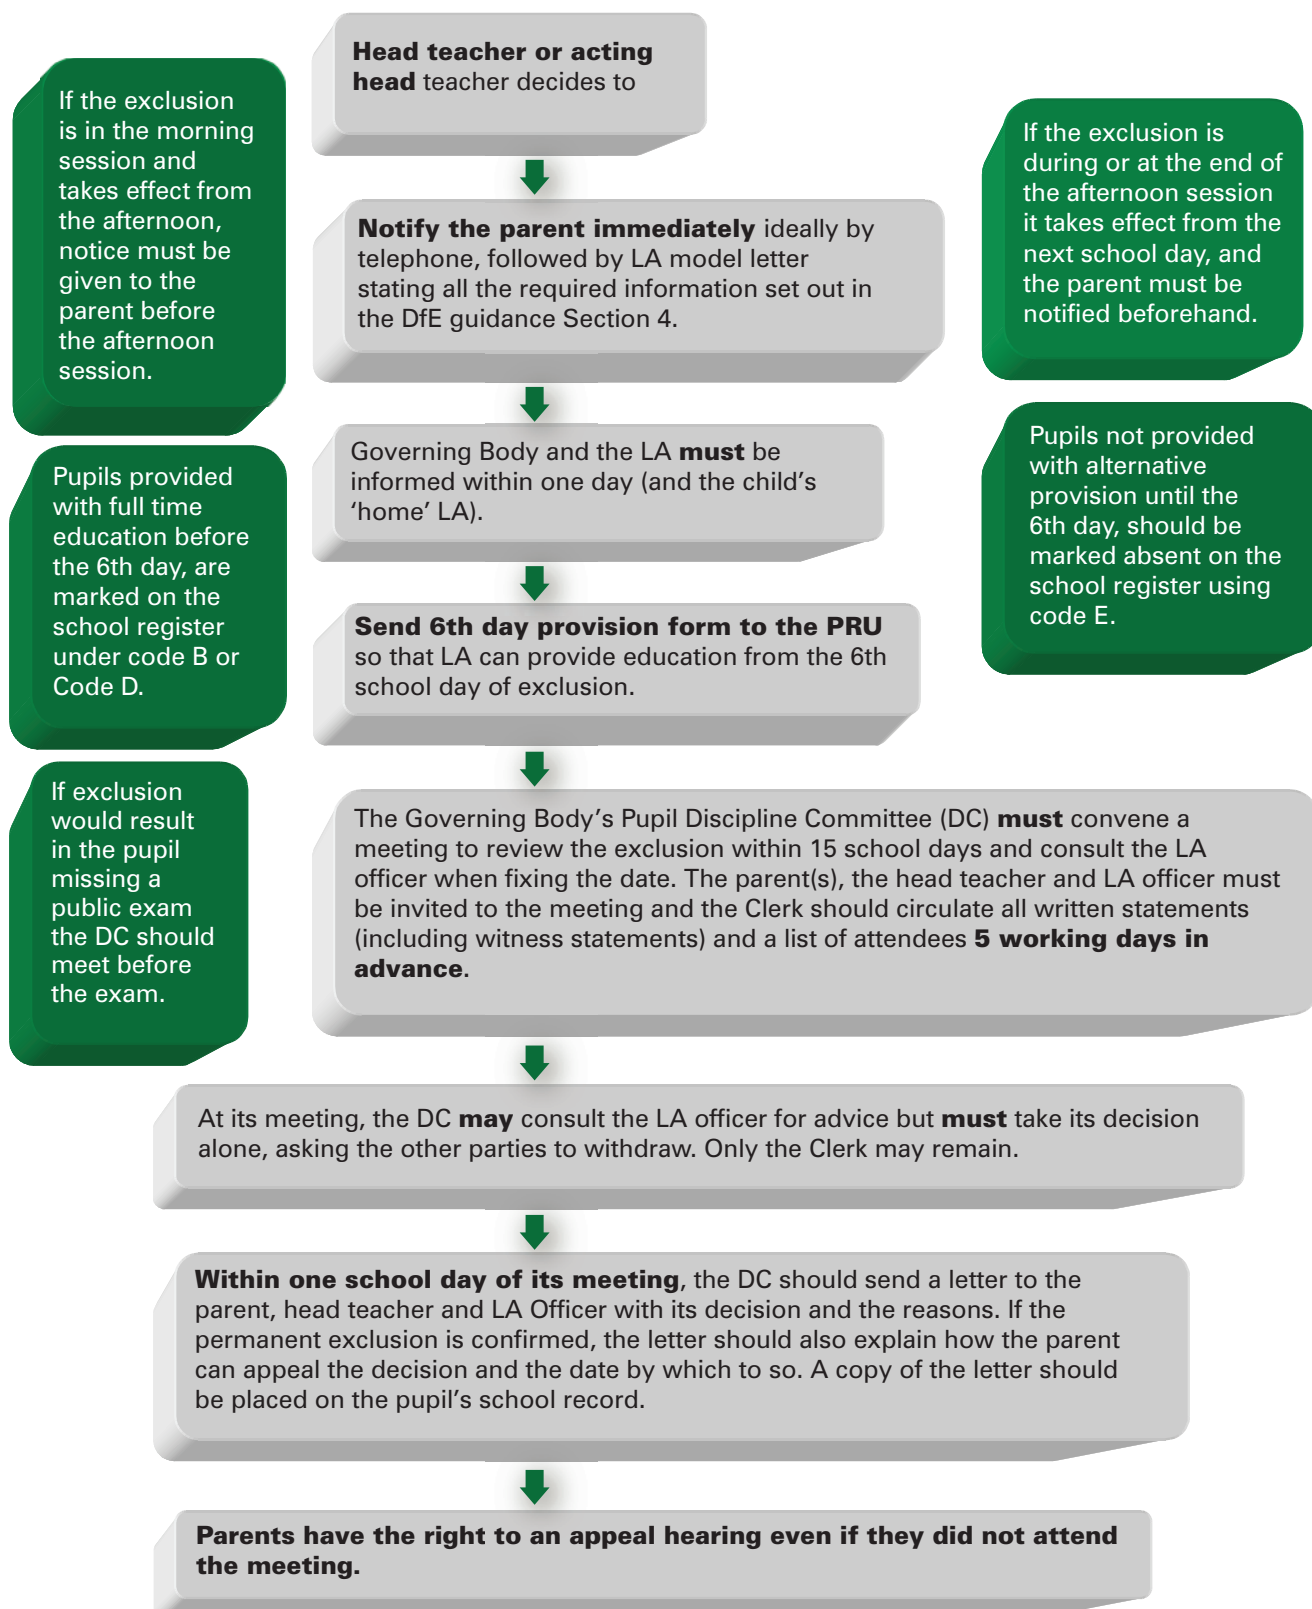 Head teacher or acting
head teacher decides to
If the exclusion
is in the morning
session and
takes effect from
the afternoon,
notice must be
given to the
parent before
the afternoon
session.
If the exclusion is
during or at the end of
the afternoon session
it takes effect from the
next school day, and
the parent must be
notified beforehand.
Notify the parent immediately ideally by
telephone, followed by LA model letter
stating all the required information set out in
the DfE guidance Section 4.
Governing Body and the LA must be
informed within one day (and the child's
'home' LA).
Pupils provided
with full time
education before
the 6th day, are
marked on the
school register
under code B or
Code D.
Pupils not provided
with alternative
provision until the
6th day, should be
marked absent on the
school register using
code E.
Send 6th day provision form to the PRU
so that LA can provide education from the 6th
school day of exclusion.
If exclusion
would result
in the pupil
missing a
public exam
the DC should
meet before
the exam.
The Governing Body's Pupil Discipline Committee (DC) must convene a
meeting to review the exclusion within 15 school days and consult the LA
officer when fixing the date. The parent(s), the head teacher and LA officer must
be invited to the meeting and the Clerk should circulate all written statements
(including witness statements) and a list of attendees 5 working days in
advance.
At its meeting, the DC may consult the LA officer for advice but must take its decision
alone, asking the other parties to withdraw. Only the Clerk may remain.
Within one school day of its meeting, the DC should send a letter to the
parent, head teacher and LA Officer with its decision and the reasons. If the
permanent exclusion is confirmed, the letter should also explain how the parent
can appeal the decision and the date by which to so. A copy of the letter should
be placed on the pupil's school record.
Parents have the right to an appeal hearing even if they did not attend
the meeting.